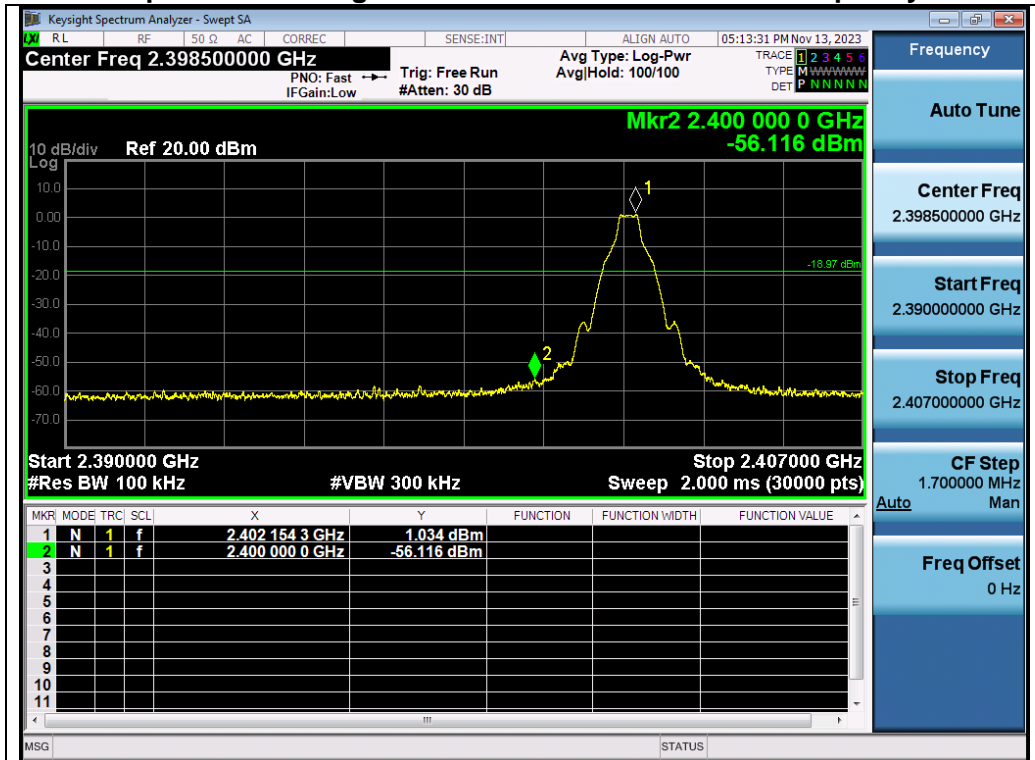 Keysight Spectrum Analyzer - Swept SA
LXI RL RF 50 Ω AC CORREC SENSE:INT ALIGN AUTO 05:13:31 PM Nov 13, 2023
Center Freq 2.398500000 GHz
PNO: Fast
IFGain:Low
Trig: Free Run
#Atten: 30 dB
Avg Type: Log-Pwr
Avg|Hold: 100/100
TRACE 1 2 3 4 5 6
TYPE M WWWWW
DET P N N N N N
Mkr2 2.400 000 0 GHz
-56.116 dBm
10 dB/div Ref 20.00 dBm
Log
10.0
0.00
-10.0
-20.0
-30.0
-40.0
-50.0
-60.0
-70.0
1
-18.97 dBm
2
Start 2.390000 GHz Stop 2.407000 GHz
#Res BW 100 kHz #VBW 300 kHz Sweep 2.000 ms (30000 pts)
MKR MODE TRC SCL X Y FUNCTION FUNCTION WIDTH FUNCTION VALUE
1 N 1 f 2.402 154 3 GHz 1.034 dBm
2 N 1 f 2.400 000 0 GHz -56.116 dBm
3
4
5
6
7
8
9
10
11
MSG STATUS
Frequency
Auto Tune
Center Freq
2.398500000 GHz
Start Freq
2.390000000 GHz
Stop Freq
2.407000000 GHz
CF Step
1.700000 MHz
Auto Man
Freq Offset
0 Hz